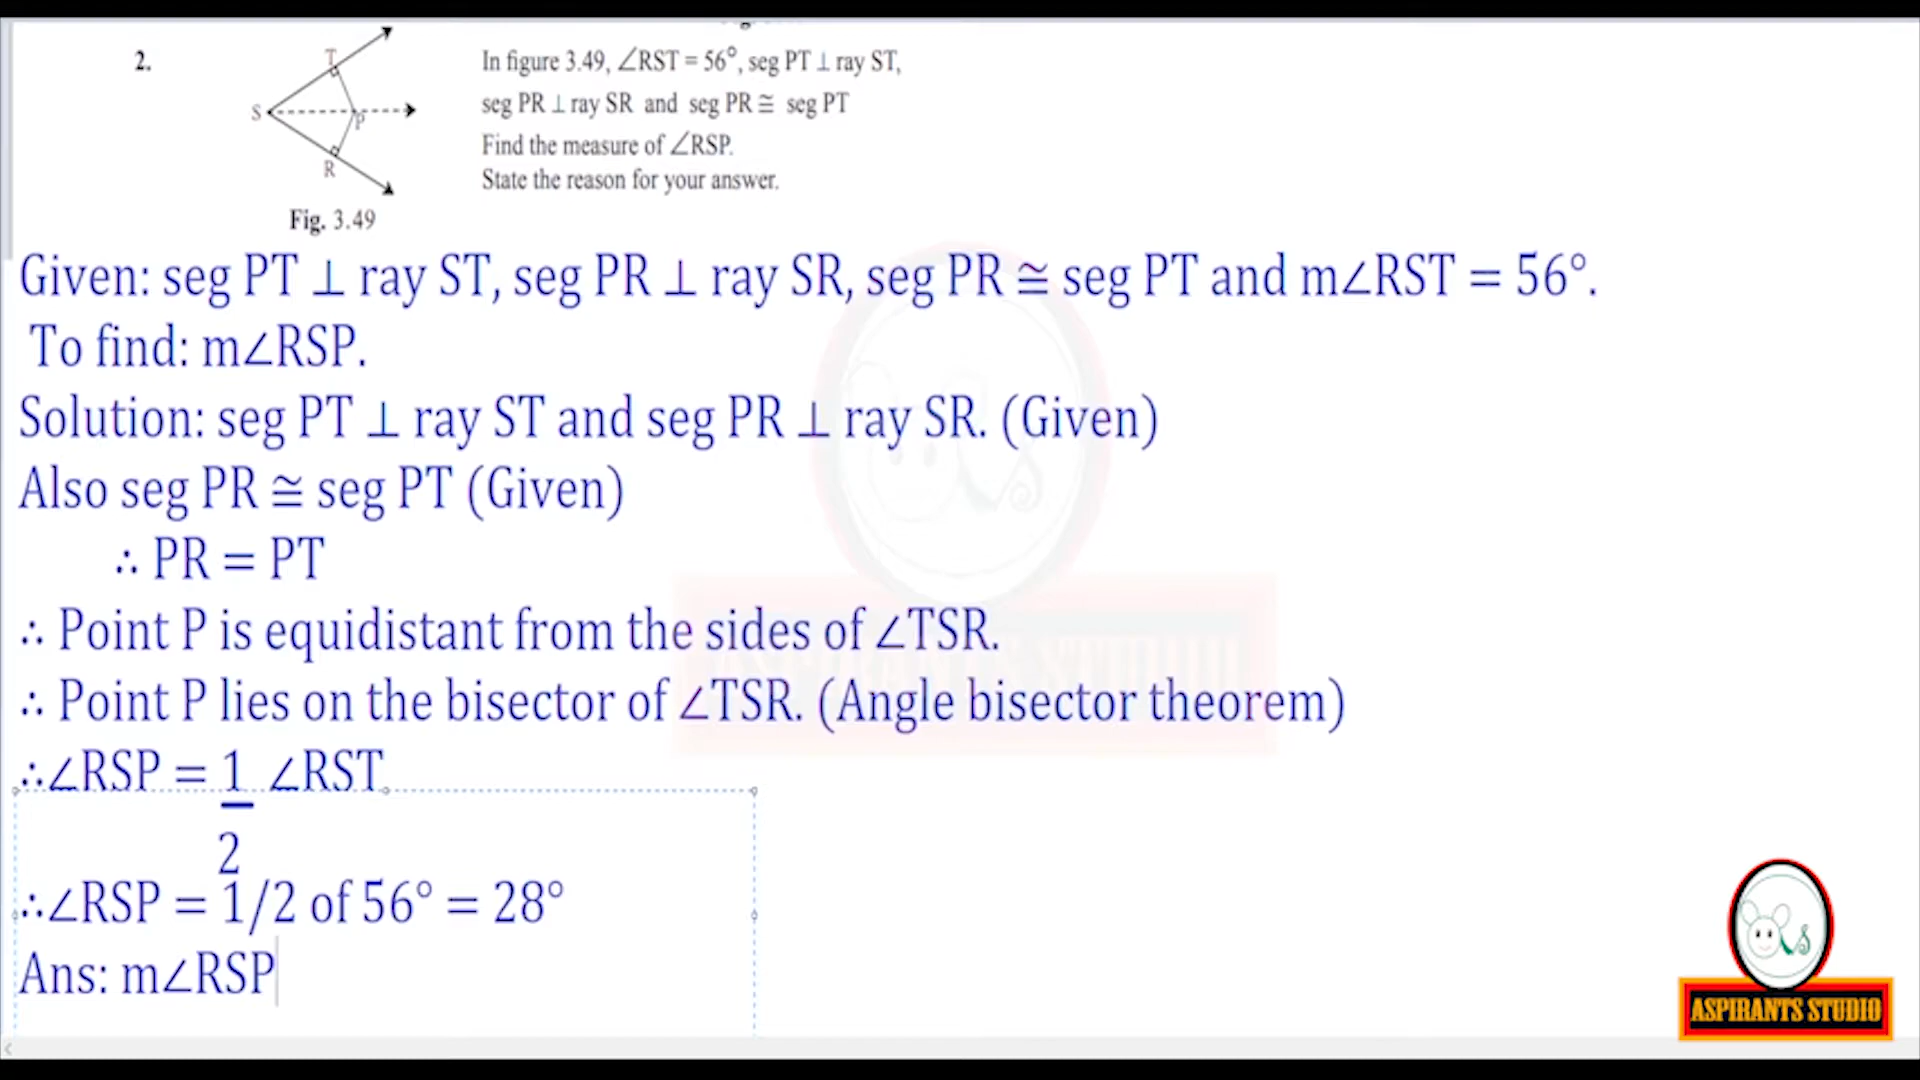 2.
In figure 3.49, ∠RST = 56°, seg PT ⊥ ray ST,
seg PR ⊥ ray SR and seg PR ≅ seg PT
Find the measure of ∠RSP.
State the reason for your answer.
T
S
P
R
Fig. 3.49
Given: seg PT ⊥ ray ST, seg PR ⊥ ray SR, seg PR ≅ seg PT and m∠RST = 56°.
To find: m∠RSP.
Solution: seg PT ⊥ ray ST and seg PR ⊥ ray SR. (Given)
Also seg PR ≅ seg PT (Given)
∴ PR = PT
∴ Point P is equidistant from the sides of ∠TSR.
∴ Point P lies on the bisector of ∠TSR. (Angle bisector theorem)
∴∠RSP = 1 ∠RST
2
∴∠RSP = 1/2 of 56° = 28°
Ans: m∠RSP
ASPIRANTS STUDIO
ASPIRANTS STUDIO